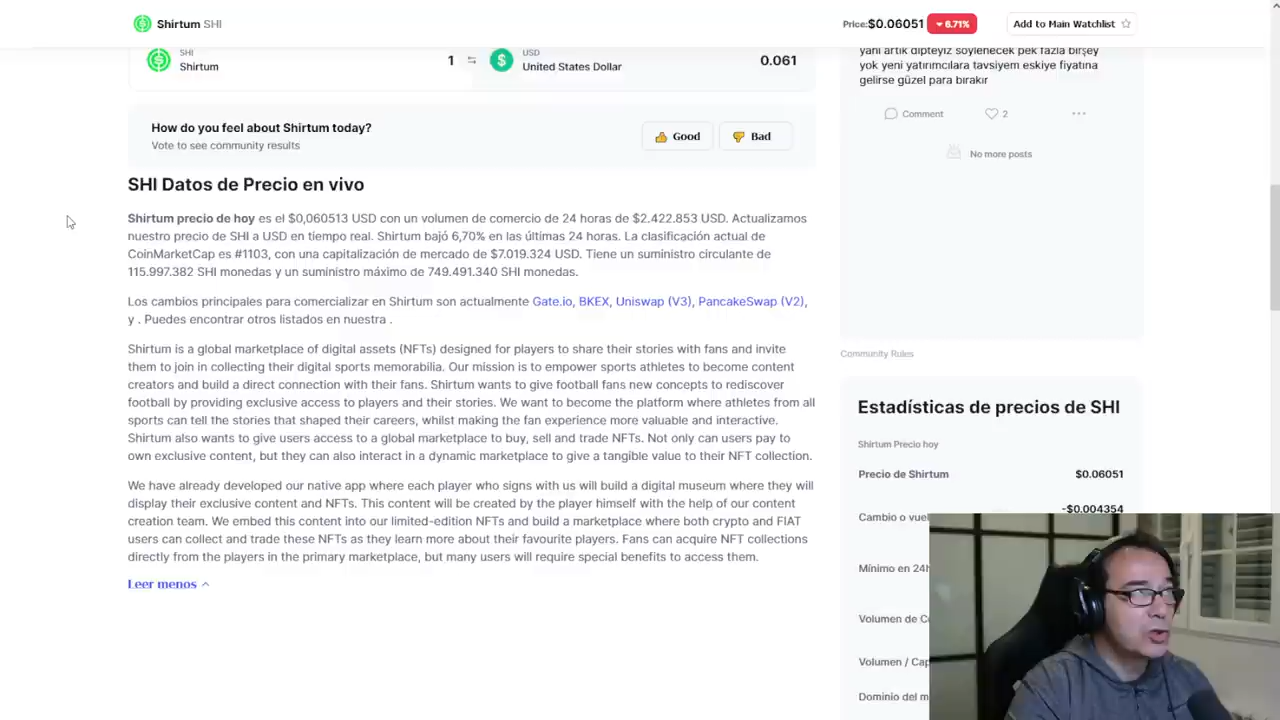 Shirtum SHI
Price:$0.06051
6.71%
Add to Main Watchlist
SHI
Shirtum
1
USD
United States Dollar
0.061
How do you feel about Shirtum today?
Vote to see community results
Good
Bad
SHI Datos de Precio en vivo
Shirtum precio de hoy es el $0,060513 USD con un volumen de comercio de 24 horas de $2.422.853 USD. Actualizamos
nuestro precio de SHI a USD en tiempo real. Shirtum bajó 6,70% en las últimas 24 horas. La clasificación actual de
CoinMarketCap es #1103, con una capitalización de mercado de $7.019.324 USD. Tiene un suministro circulante de
115.997.382 SHI monedas y un suministro máximo de 749.491.340 SHI monedas.
Los cambios principales para comercializar en Shirtum son actualmente Gate.io, BKEX, Uniswap (V3), PancakeSwap (V2),
y . Puedes encontrar otros listados en nuestra .
Shirtum is a global marketplace of digital assets (NFTs) designed for players to share their stories with fans and invite
them to join in collecting their digital sports memorabilia. Our mission is to empower sports athletes to become content
creators and build a direct connection with their fans. Shirtum wants to give football fans new concepts to rediscover
football by providing exclusive access to players and their stories. We want to become the platform where athletes from all
sports can tell the stories that shaped their careers, whilst making the fan experience more valuable and interactive.
Shirtum also wants to give users access to a global marketplace to buy, sell and trade NFTs. Not only can users pay to
own exclusive content, but they can also interact in a dynamic marketplace to give a tangible value to their NFT collection.
We have already developed our native app where each player who signs with us will build a digital museum where they will
display their exclusive content and NFTs. This content will be created by the player himself with the help of our content
creation team. We embed this content into our limited-edition NFTs and build a marketplace where both crypto and FIAT
users can collect and trade these NFTs as they learn more about their favourite players. Fans can acquire NFT collections
directly from the players in the primary marketplace, but many users will require special benefits to access them.
Leer menos
yani artık dipteyiz söylenecek pek fazla birşey
yok yeni yatırımcılara tavsiyem eskiye fiyatına
gelirse güzel para bırakır
Comment
2
No more posts
Community Rules
Estadísticas de precios de SHI
Shirtum Precio hoy
Precio de Shirtum
$0.06051
-$0.004354
Cambio o vuel
Mínimo en 24h
Volumen de C
Volumen / Cap
Dominio del m